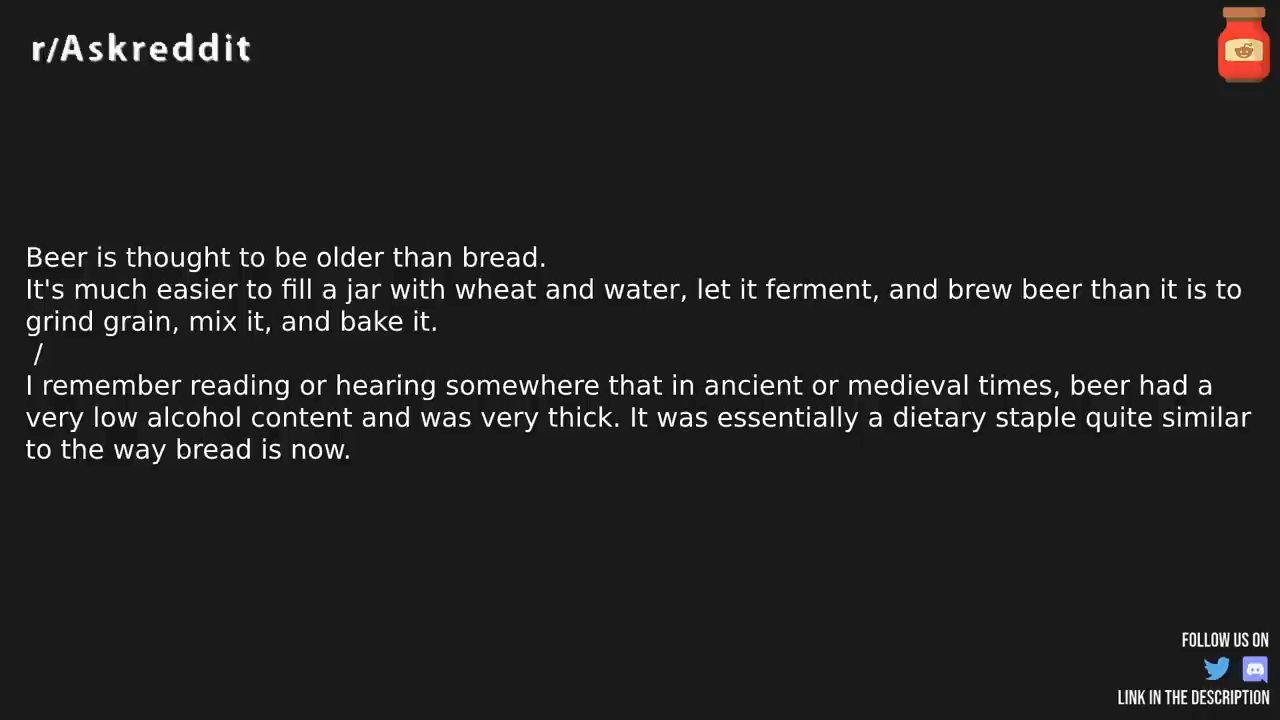 r/Askreddit
Beer is thought to be older than bread.
It's much easier to fill a jar with wheat and water, let it ferment, and brew beer than it is to
grind grain, mix it, and bake it.
/
I remember reading or hearing somewhere that in ancient or medieval times, beer had a
very low alcohol content and was very thick. It was essentially a dietary staple quite similar
to the way bread is now.
FOLLOW US ON
LINK IN THE DESCRIPTION